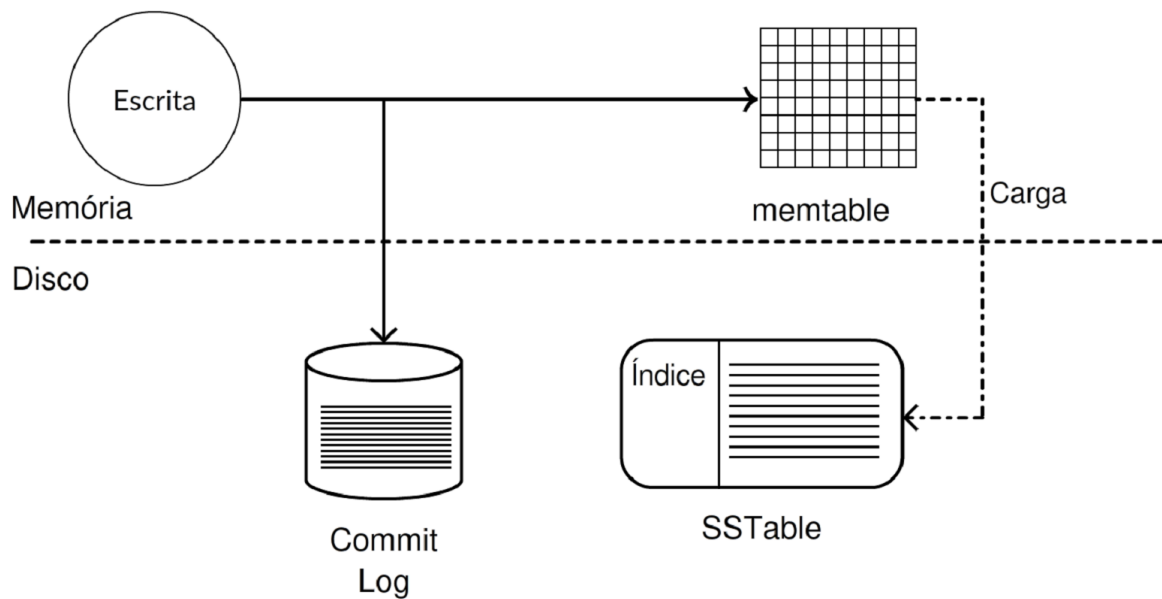 Escrita
Memória
memtable
Carga
Disco
Índice
Commit
Log
SSTable